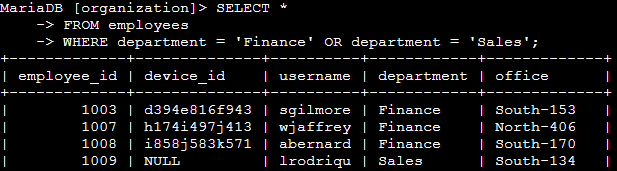 MariaDB [organization]> SELECT *
    -> FROM employees
    -> WHERE department = 'Finance' OR department = 'Sales';
+-------------+--------------+----------+------------+-----------+
| employee_id | device_id    | username | department | office    |
+-------------+--------------+----------+------------+-----------+
|        1003 | d394e816f943 | sgilmore | Finance    | South-153 |
|        1007 | h174i497j413 | wjaffrey | Finance    | North-406 |
|        1008 | i858j583k571 | abernard | Finance    | South-170 |
|        1009 | NULL         | lrodriqu | Sales      | South-134 |